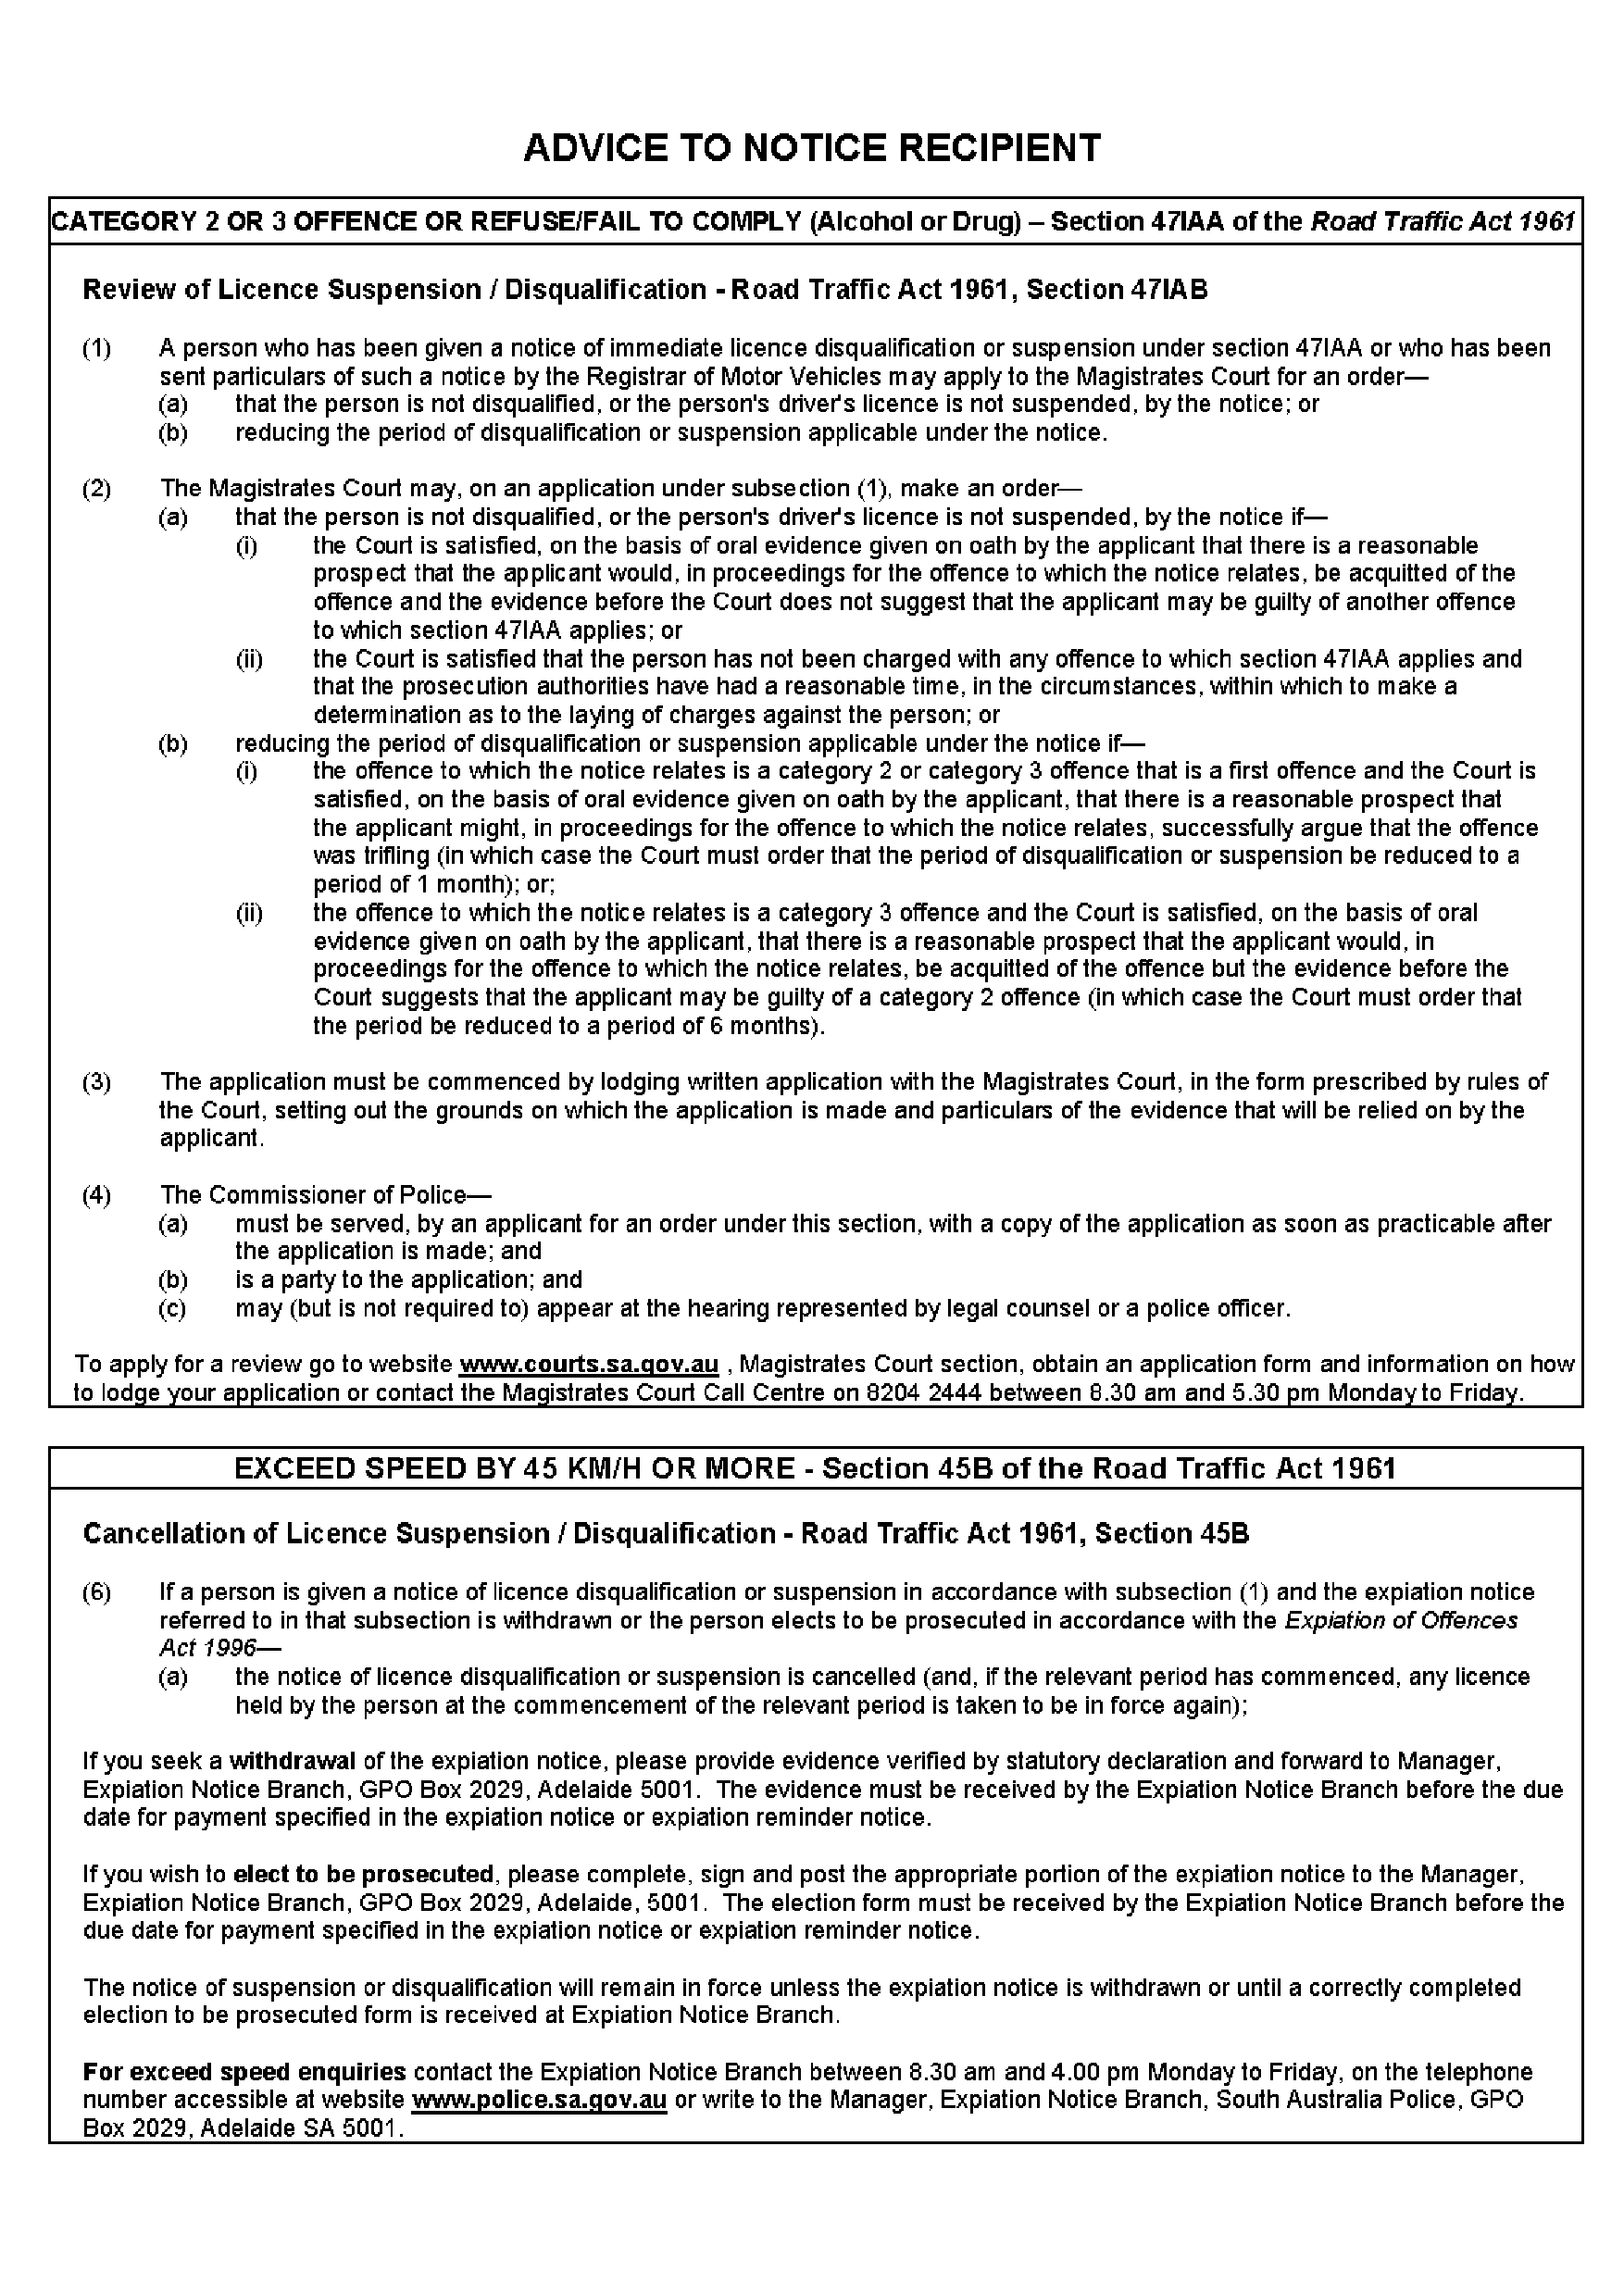 ADVICE TO NOTICE RECIPIENT
CATEGORY 2 OR 3 OFFENCE OR REFUSE/FAIL TO COMPLY (Alcohol or Drug) – Section 47IAA of the Road Traffic Act 1961
Review of Licence Suspension / Disqualification - Road Traffic Act 1961, Section 47IAB
(1) A person who has been given a notice of immediate licence disqualification or suspension under section 47IAA or who has been
sent particulars of such a notice by the Registrar of Motor Vehicles may apply to the Magistrates Court for an order—
(a) that the person is not disqualified, or the person's driver's licence is not suspended, by the notice; or
(b) reducing the period of disqualification or suspension applicable under the notice.
(2) The Magistrates Court may, on an application under subsection (1), make an order—
(a) that the person is not disqualified, or the person's driver's licence is not suspended, by the notice if—
(i) the Court is satisfied, on the basis of oral evidence given on oath by the applicant that there is a reasonable
prospect that the applicant would, in proceedings for the offence to which the notice relates, be acquitted of the
offence and the evidence before the Court does not suggest that the applicant may be guilty of another offence
to which section 47IAA applies; or
(ii) the Court is satisfied that the person has not been charged with any offence to which section 47IAA applies and
that the prosecution authorities have had a reasonable time, in the circumstances, within which to make a
determination as to the laying of charges against the person; or
(b) reducing the period of disqualification or suspension applicable under the notice if—
(i) the offence to which the notice relates is a category 2 or category 3 offence that is a first offence and the Court is
satisfied, on the basis of oral evidence given on oath by the applicant, that there is a reasonable prospect that
the applicant might, in proceedings for the offence to which the notice relates, successfully argue that the offence
was trifling (in which case the Court must order that the period of disqualification or suspension be reduced to a
period of 1 month); or;
(ii) the offence to which the notice relates is a category 3 offence and the Court is satisfied, on the basis of oral
evidence given on oath by the applicant, that there is a reasonable prospect that the applicant would, in
proceedings for the offence to which the notice relates, be acquitted of the offence but the evidence before the
Court suggests that the applicant may be guilty of a category 2 offence (in which case the Court must order that
the period be reduced to a period of 6 months).
(3) The application must be commenced by lodging written application with the Magistrates Court, in the form prescribed by rules of
the Court, setting out the grounds on which the application is made and particulars of the evidence that will be relied on by the
applicant.
(4) The Commissioner of Police—
(a) must be served, by an applicant for an order under this section, with a copy of the application as soon as practicable after
the application is made; and
(b) is a party to the application; and
(c) may (but is not required to) appear at the hearing represented by legal counsel or a police officer.
To apply for a review go to website www.courts.sa.gov.au , Magistrates Court section, obtain an application form and information on how
to lodge your application or contact the Magistrates Court Call Centre on 8204 2444 between 8.30 am and 5.30 pm Monday to Friday.
EXCEED SPEED BY 45 KM/H OR MORE - Section 45B of the Road Traffic Act 1961
Cancellation of Licence Suspension / Disqualification - Road Traffic Act 1961, Section 45B
(6) If a person is given a notice of licence disqualification or suspension in accordance with subsection (1) and the expiation notice
referred to in that subsection is withdrawn or the person elects to be prosecuted in accordance with the Expiation of Offences
Act 1996—
(a) the notice of licence disqualification or suspension is cancelled (and, if the relevant period has commenced, any licence
held by the person at the commencement of the relevant period is taken to be in force again);
If you seek a withdrawal of the expiation notice, please provide evidence verified by statutory declaration and forward to Manager,
Expiation Notice Branch, GPO Box 2029, Adelaide 5001. The evidence must be received by the Expiation Notice Branch before the due
date for payment specified in the expiation notice or expiation reminder notice.
If you wish to elect to be prosecuted, please complete, sign and post the appropriate portion of the expiation notice to the Manager,
Expiation Notice Branch, GPO Box 2029, Adelaide, 5001. The election form must be received by the Expiation Notice Branch before the
due date for payment specified in the expiation notice or expiation reminder notice.
The notice of suspension or disqualification will remain in force unless the expiation notice is withdrawn or until a correctly completed
election to be prosecuted form is received at Expiation Notice Branch.
For exceed speed enquiries contact the Expiation Notice Branch between 8.30 am and 4.00 pm Monday to Friday, on the telephone
number accessible at website www.police.sa.gov.au or write to the Manager, Expiation Notice Branch, South Australia Police, GPO
Box 2029, Adelaide SA 5001.